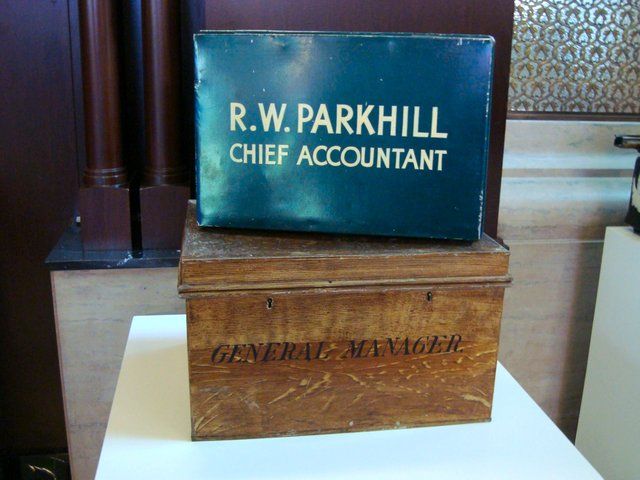 R.W. PARKHILL
CHIEF ACCOUNTANT
GENERAL MANAGER.